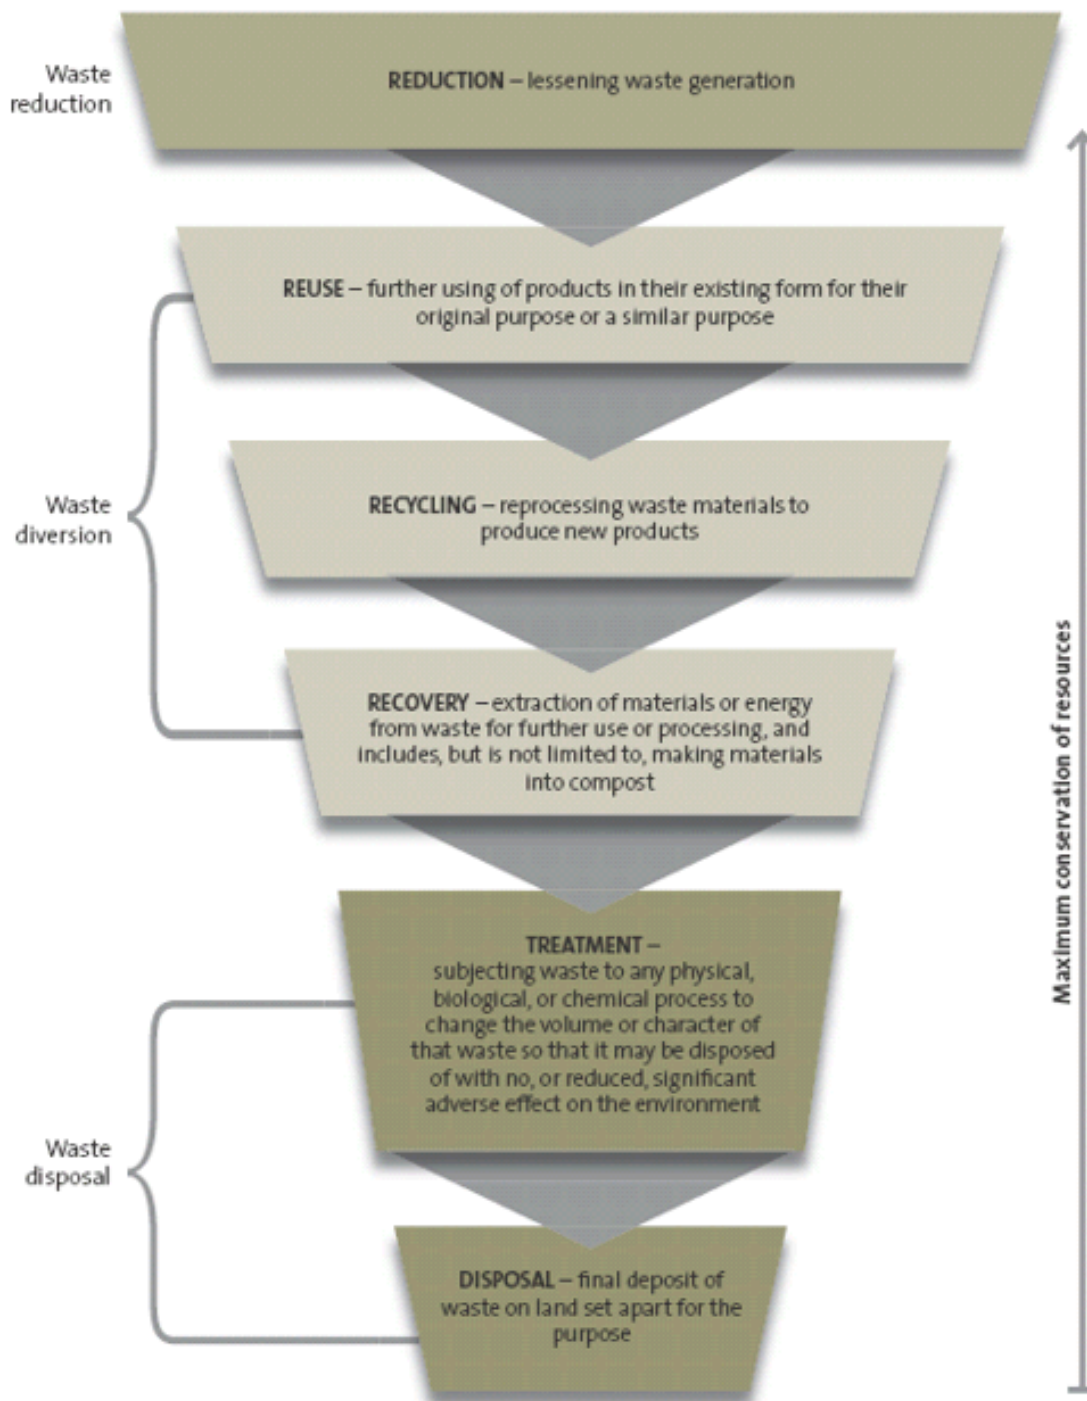 Waste
reduction
REDUCTION – lessening waste generation
REUSE – further using of products in their existing form for their
original purpose or a similar purpose
Waste
diversion
RECYCLING – reprocessing waste materials to
produce new products
RECOVERY – extraction of materials or energy
from waste for further use or processing, and
includes, but is not limited to, making materials
into compost
TREATMENT –
subjecting waste to any physical,
biological, or chemical process to
change the volume or character of
that waste so that it may be disposed
of with no, or reduced, significant
adverse effect on the environment
Waste
disposal
DISPOSAL – final deposit of
waste on land set apart for the
purpose
Maximum conservation of resources